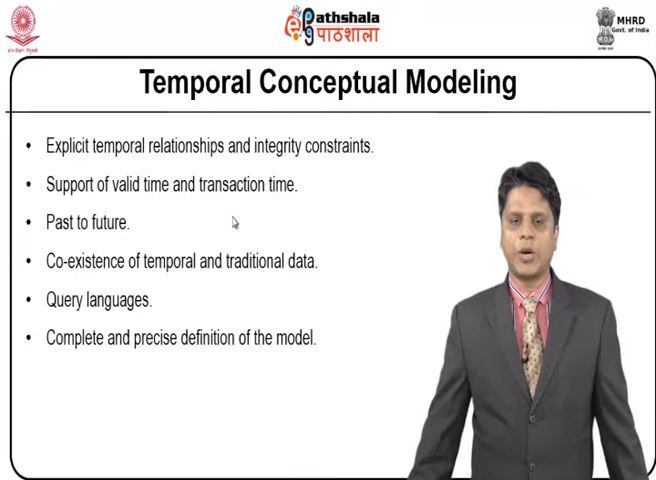 ePathshala
पाठशाला
MHRD
Govt. of India
Temporal Conceptual Modeling
• Explicit temporal relationships and integrity constraints.
• Support of valid time and transaction time.
• Past to future.
• Co-existence of temporal and traditional data.
• Query languages.
• Complete and precise definition of the model.